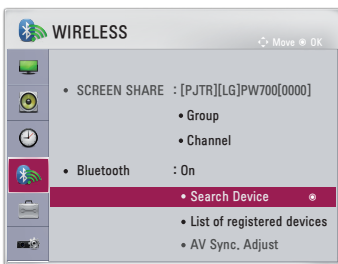 WIRELESS
Move OK
• SCREEN SHARE : [PJTR][LG]PW700[0000]
• Group
• Channel
• Bluetooth : On
• Search Device
• List of registered devices
• AV Sync. Adjust